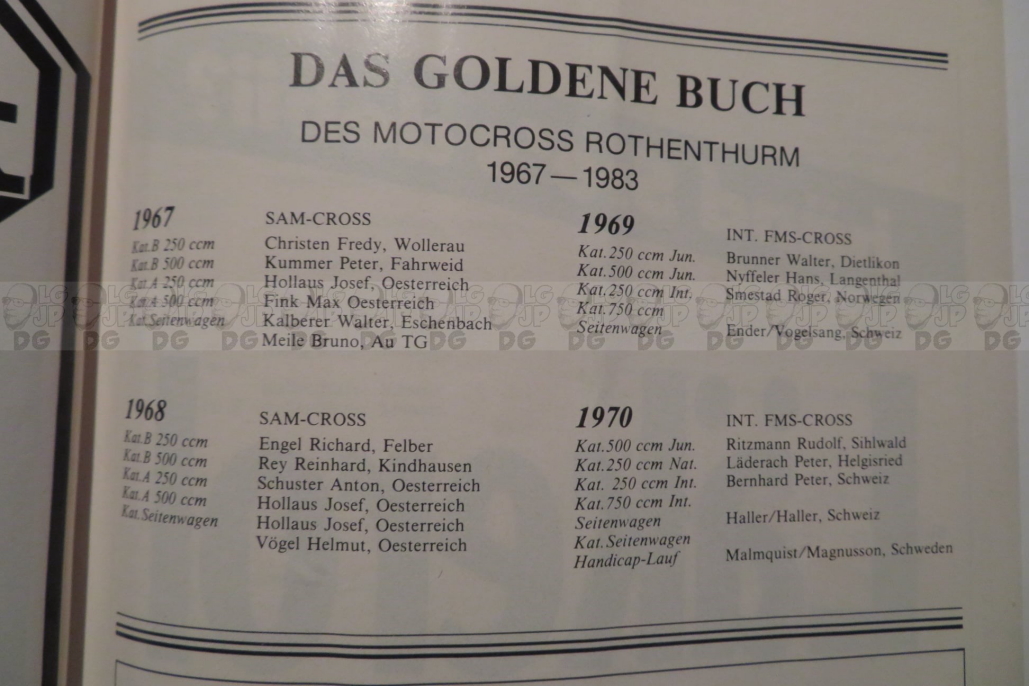 DAS GOLDENE BUCH
DES MOTOCROSS ROTHENTHURM
1967—1983
1967 SAM-CROSS
Kat.B 250 ccm Christen Fredy, Wollerau
Kat.B 500 ccm Kummer Peter, Fahrweid
Kat.A 250 ccm Hollaus Josef, Oesterreich
Kat.A 500 ccm Fink Max Oesterreich
Kat.Seitenwagen Kalberer Walter, Eschenbach
Meile Bruno, Au TG
1968 SAM-CROSS
Kat.B 250 ccm Engel Richard, Felber
Kat.B 500 ccm Rey Reinhard, Kindhausen
Kat.A 250 ccm Schuster Anton, Oesterreich
Kat.A 500 ccm Hollaus Josef, Oesterreich
Kat.Seitenwagen Hollaus Josef, Oesterreich
Vögel Helmut, Oesterreich
1969 INT. FMS-CROSS
Kat.250 ccm Jun. Brunner Walter, Dietlikon
Kat.500 ccm Jun. Nyffeler Hans, Langenthal
Kat.250 ccm Int. Smestad Roger, Norwegen
Kat.750 ccm
Seitenwagen Ender/Vogelsang, Schweiz
1970 INT. FMS-CROSS
Kat.500 ccm Jun. Ritzmann Rudolf, Sihlwald
Kat.250 ccm Nat. Läderach Peter, Helgisried
Kat. 250 ccm Int. Bernhard Peter, Schweiz
Kat.750 ccm Int.
Seitenwagen Haller/Haller, Schweiz
Kat.Seitenwagen
Handicap-Lauf Malmquist/Magnusson, Schweden